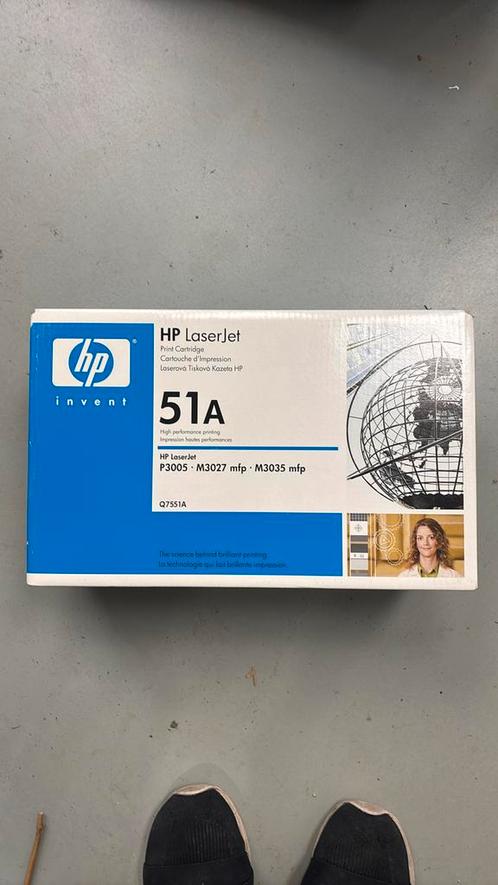 hp
invent
HP LaserJet
Print Cartridge
Cartouche d'Impression
Laserová Tisková Kazeta HP
51A
High performance printing
Impression hautes performances
HP LaserJet
P3005 · M3027 mfp · M3035 mfp
Q7551A
The science behind brilliant printing.
La technologie qui fait brillante impression.